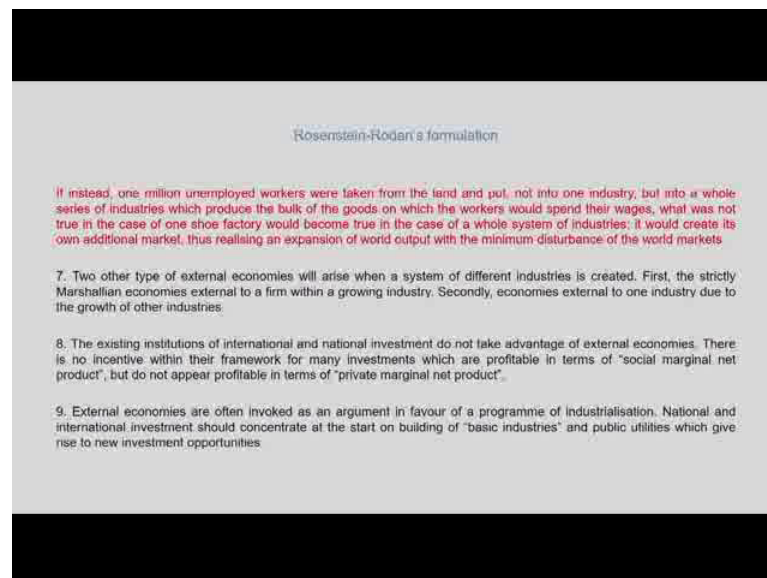 Rosenstein-Rodan's formulation
If instead, one million unemployed workers were taken from the land and put, not into one industry, but into a whole
series of industries which produce the bulk of the goods on which the workers would spend their wages, what was not
true in the case of one shoe factory would become true in the case of a whole system of industries: it would create its
own additional market, thus realising an expansion of world output with the minimum disturbance of the world markets
7. Two other type of external economies will arise when a system of different industries is created. First, the strictly
Marshallian economies external to a firm within a growing industry. Secondly, economies external to one industry due to
the growth of other industries
8. The existing institutions of international and national investment do not take advantage of external economies. There
is no incentive within their framework for many investments which are profitable in terms of "social marginal net
product", but do not appear profitable in terms of "private marginal net product".
9. External economies are often invoked as an argument in favour of a programme of industrialisation. National and
international investment should concentrate at the start on building of "basic industries" and public utilities which give
rise to new investment opportunities